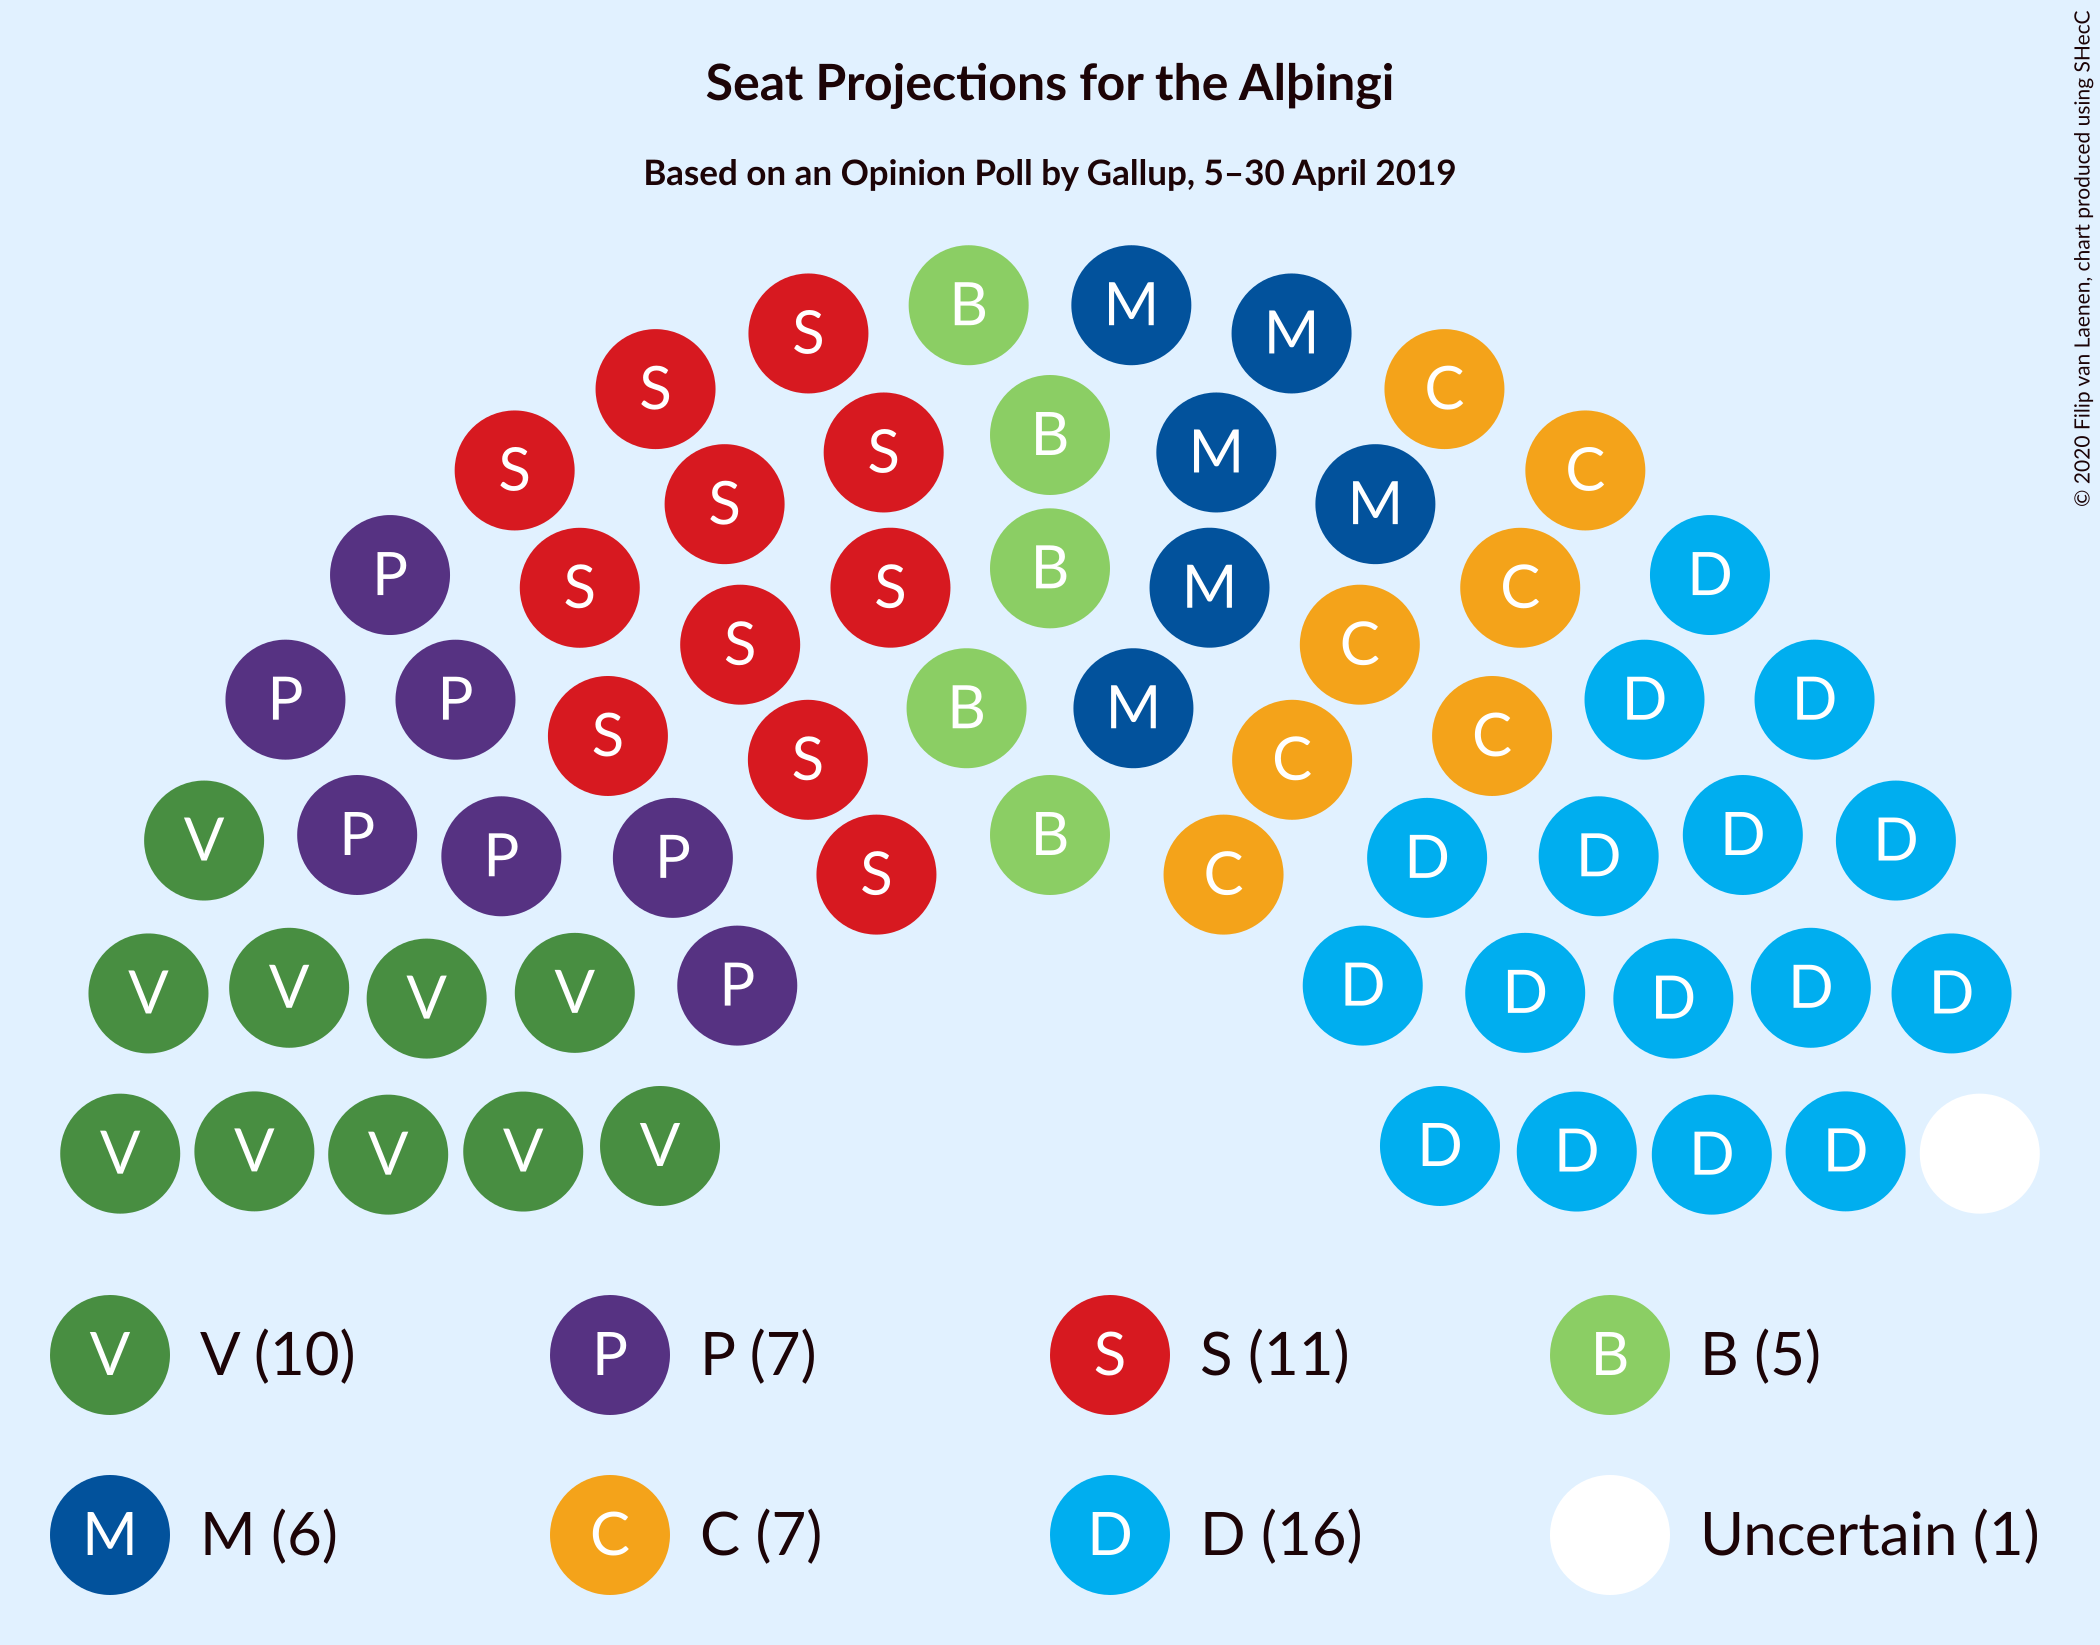 Seat Projections for the Alþingi
Based on an Opinion Poll by Gallup, 5–30 April 2019
© 2020 Filip van Laenen, chart produced using SHecC
B M
S M
S C
B
S M
S C
S M
B
P D
S S M C
S C
P P D D
B M
S C
S C
P B D
V D
P D
P D
S C
P D
V V V V P D D D D D
V V V V V D D D D
V V (10) P P (7) S S (11) B B (5)
M M (6) C C (7) D D (16) Uncertain (1)